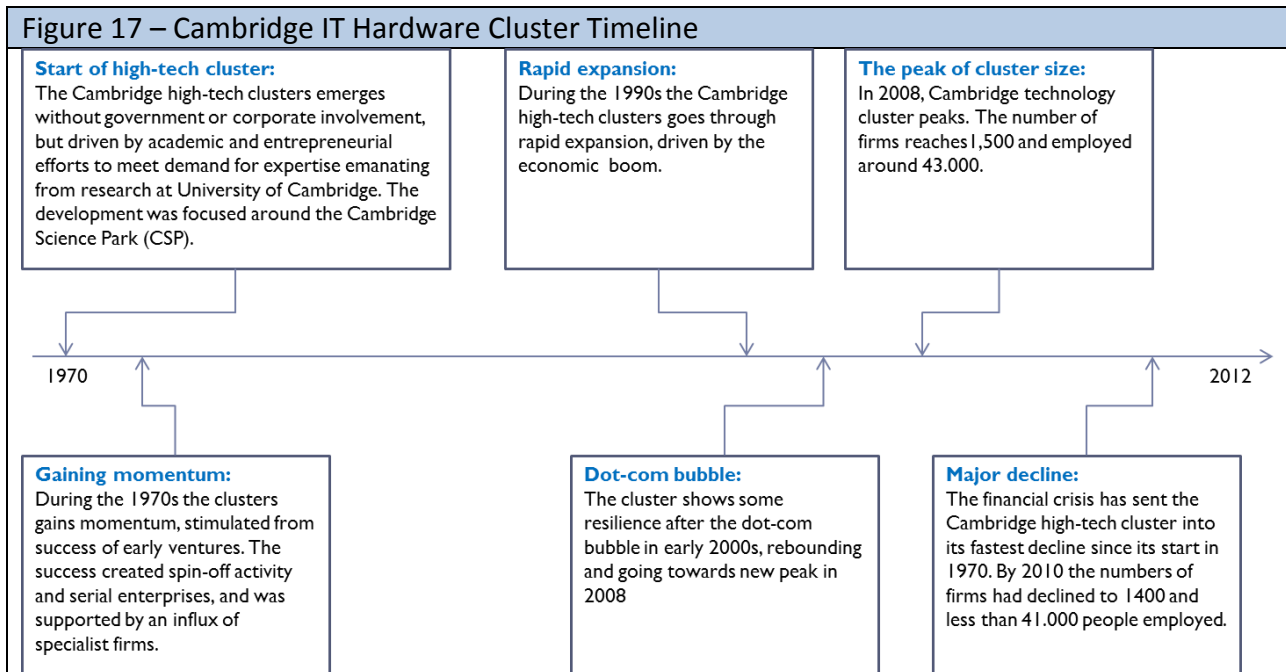 Figure 17 – Cambridge IT Hardware Cluster Timeline
Start of high-tech cluster:
The Cambridge high-tech clusters emerges
without government or corporate involvement,
but driven by academic and entrepreneurial
efforts to meet demand for expertise emanating
from research at University of Cambridge. The
development was focused around the Cambridge
Science Park (CSP).
Rapid expansion:
During the 1990s the Cambridge
high-tech clusters goes through
rapid expansion, driven by the
economic boom.
The peak of cluster size:
In 2008, Cambridge technology
cluster peaks. The number of
firms reaches1,500 and employed
around 43.000.
1970
2012
Gaining momentum:
During the 1970s the clusters
gains momentum, stimulated from
success of early ventures. The
success created spin-off activity
and serial enterprises, and was
supported by an influx of
specialist firms.
Dot-com bubble:
The cluster shows some
resilience after the dot-com
bubble in early 2000s, rebounding
and going towards new peak in
2008
Major decline:
The financial crisis has sent the
Cambridge high-tech cluster into
its fastest decline since its start in
1970. By 2010 the numbers of
firms had declined to 1400 and
less than 41.000 people employed.